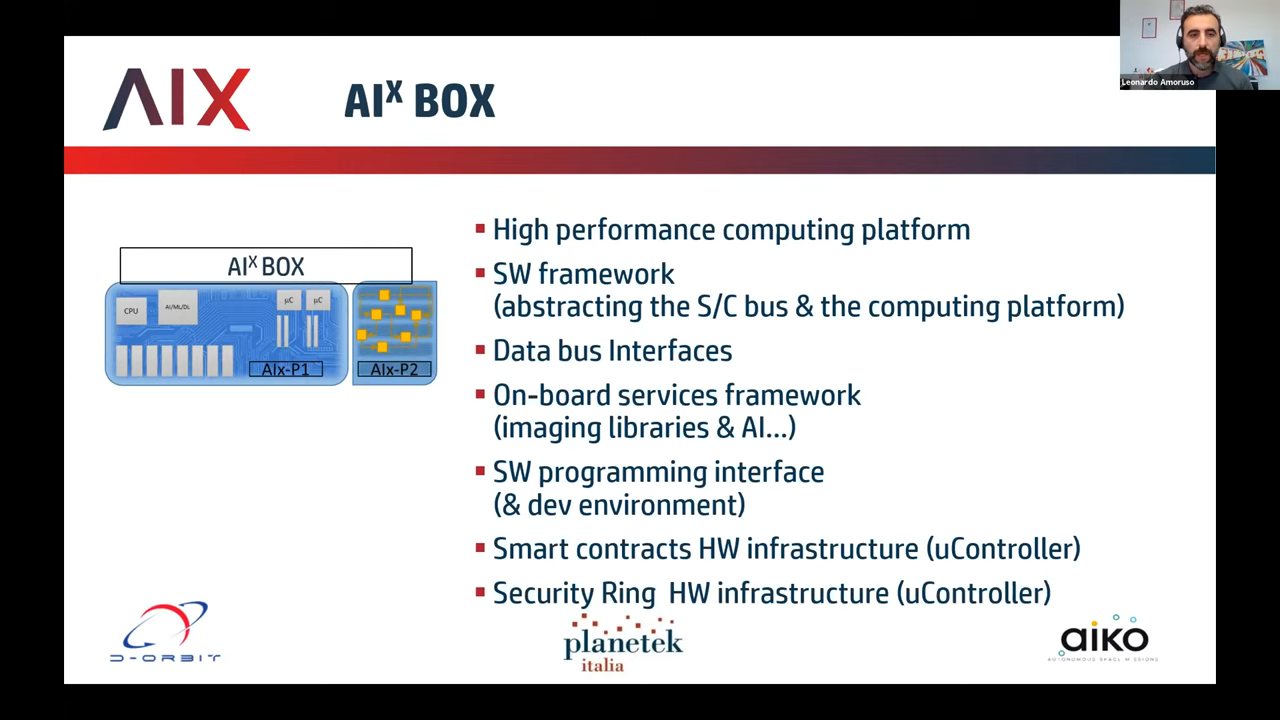 Leonardo Amoruso
AIX
AIX BOX
AIX BOX
CPU
AI/ML/DL
µC
µC
AIx-P1
AIx-P2
▪ High performance computing platform
▪ SW framework
(abstracting the S/C bus & the computing platform)
▪ Data bus Interfaces
▪ On-board services framework
(imaging libraries & AI...)
▪ SW programming interface
(& dev environment)
▪ Smart contracts HW infrastructure (uController)
▪ Security Ring HW infrastructure (uController)
D-ORBIT
planetek
italia
aiko
AUTONOMOUS SPACE MISSIONS